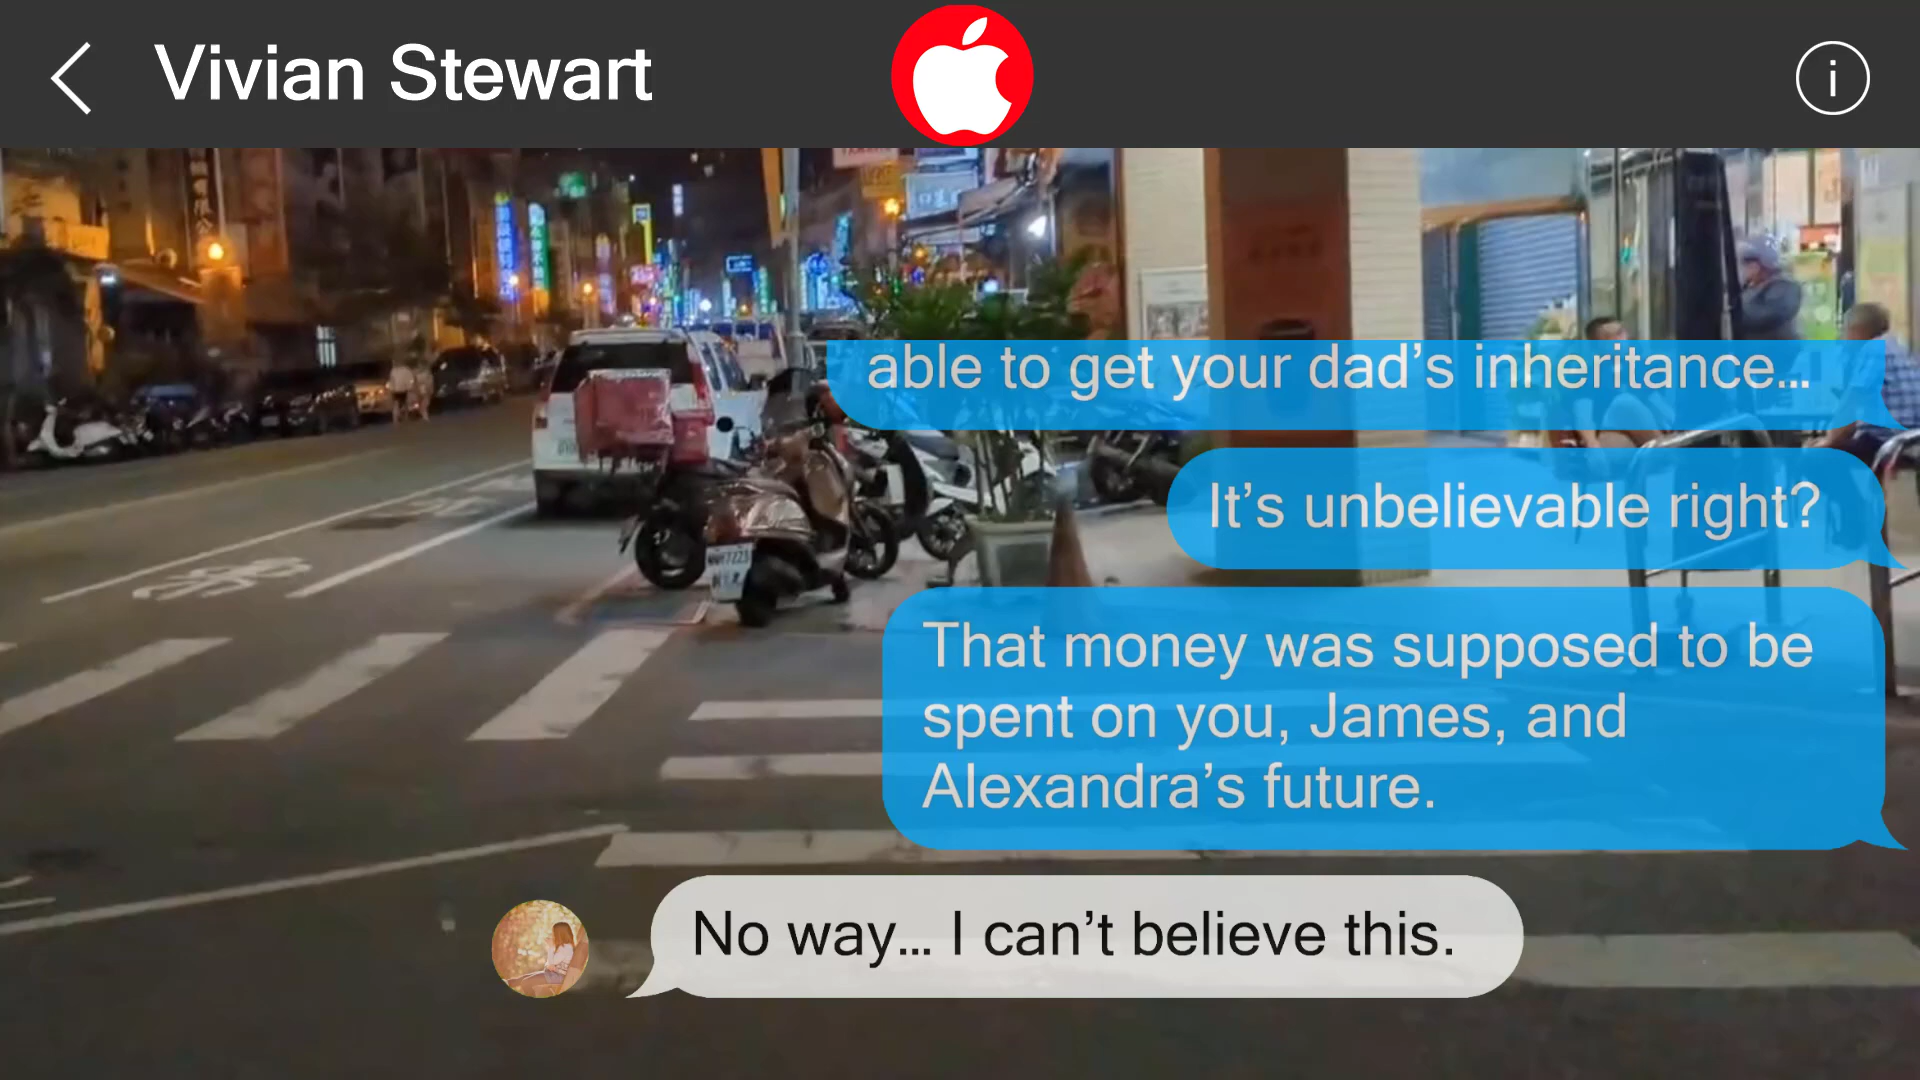 Vivian Stewart
able to get your dad’s inheritance...
It’s unbelievable right?
That money was supposed to be
spent on you, James, and
Alexandra’s future.
No way... I can’t believe this.